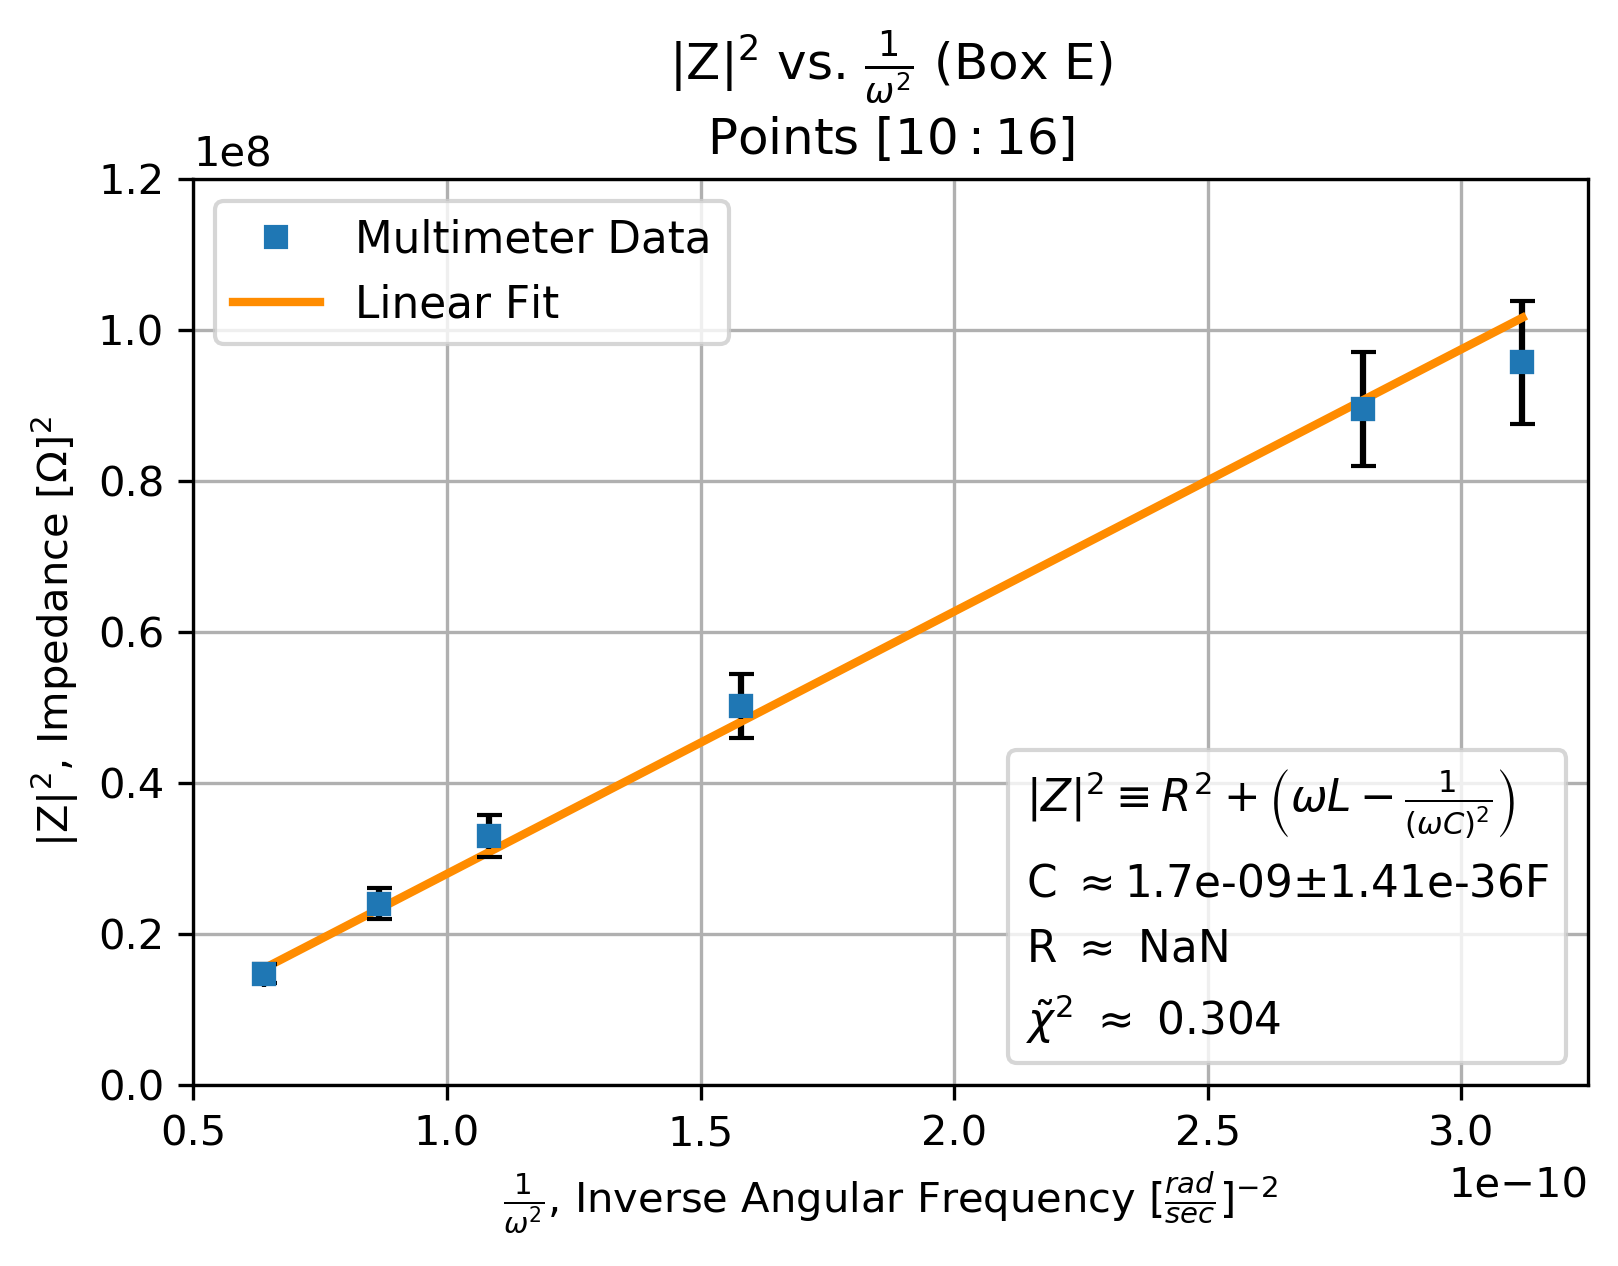 |Z|² vs. 1/ω² (Box E)
Points [10 : 16]
1e8
1.2
1.0
0.8
0.6
0.4
0.2
0.0
|Z|², Impedance [Ω]²
Multimeter Data
Linear Fit
|Z|² ≡ R² + (ωL − 1/(ωC)²)
C ≈1.7e-09±1.41e-36F
R ≈ NaN
χ̃² ≈ 0.304
0.5 1.0 1.5 2.0 2.5 3.0
1e−10
1/ω², Inverse Angular Frequency [rad/sec]⁻²